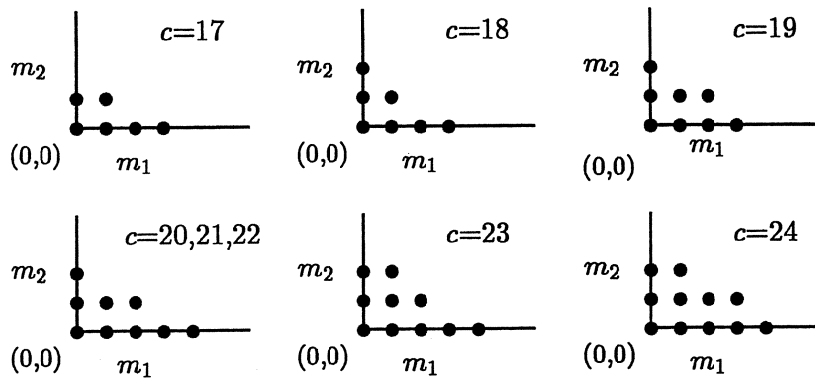 c=17
m₂
(0,0)
m₁
c=18
m₂
(0,0)
m₁
c=19
m₂
(0,0)
m₁
c=20,21,22
m₂
(0,0)
m₁
c=23
m₂
(0,0)
m₁
c=24
m₂
(0,0)
m₁